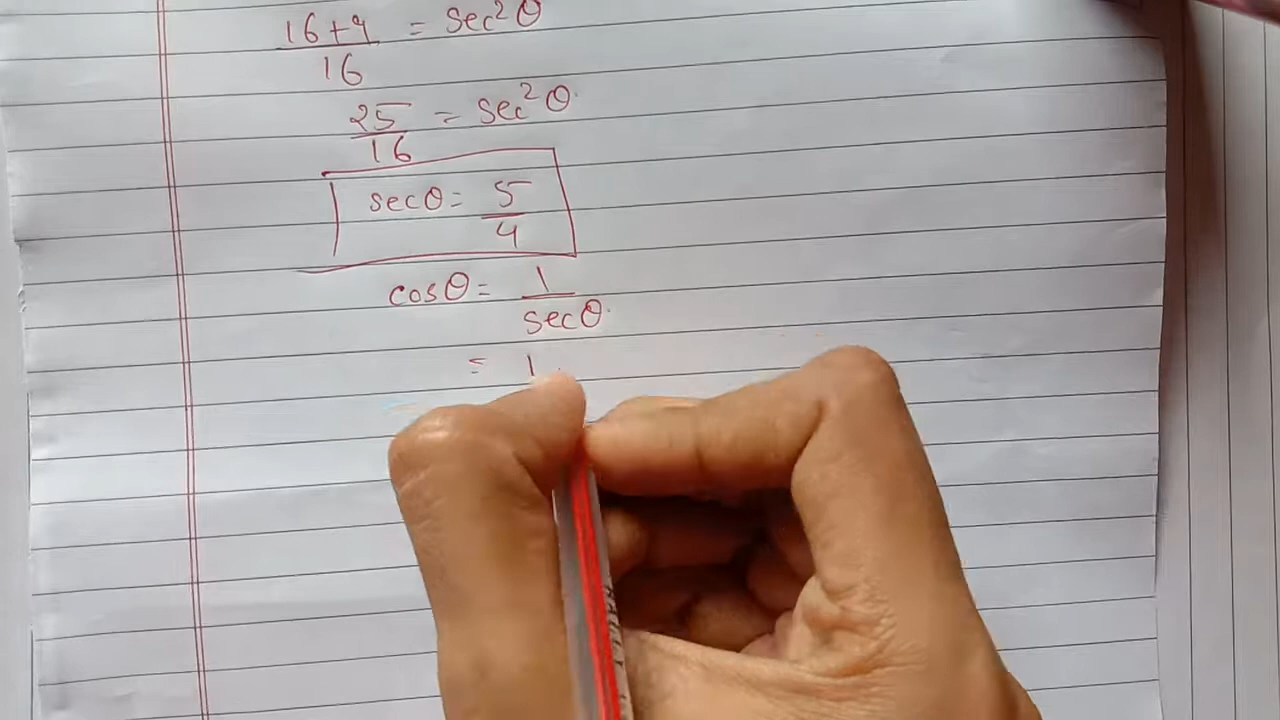 16+9 = sec²θ
16
25 = sec²θ
16
secθ = 5
4
cosθ = 1
secθ
= 1